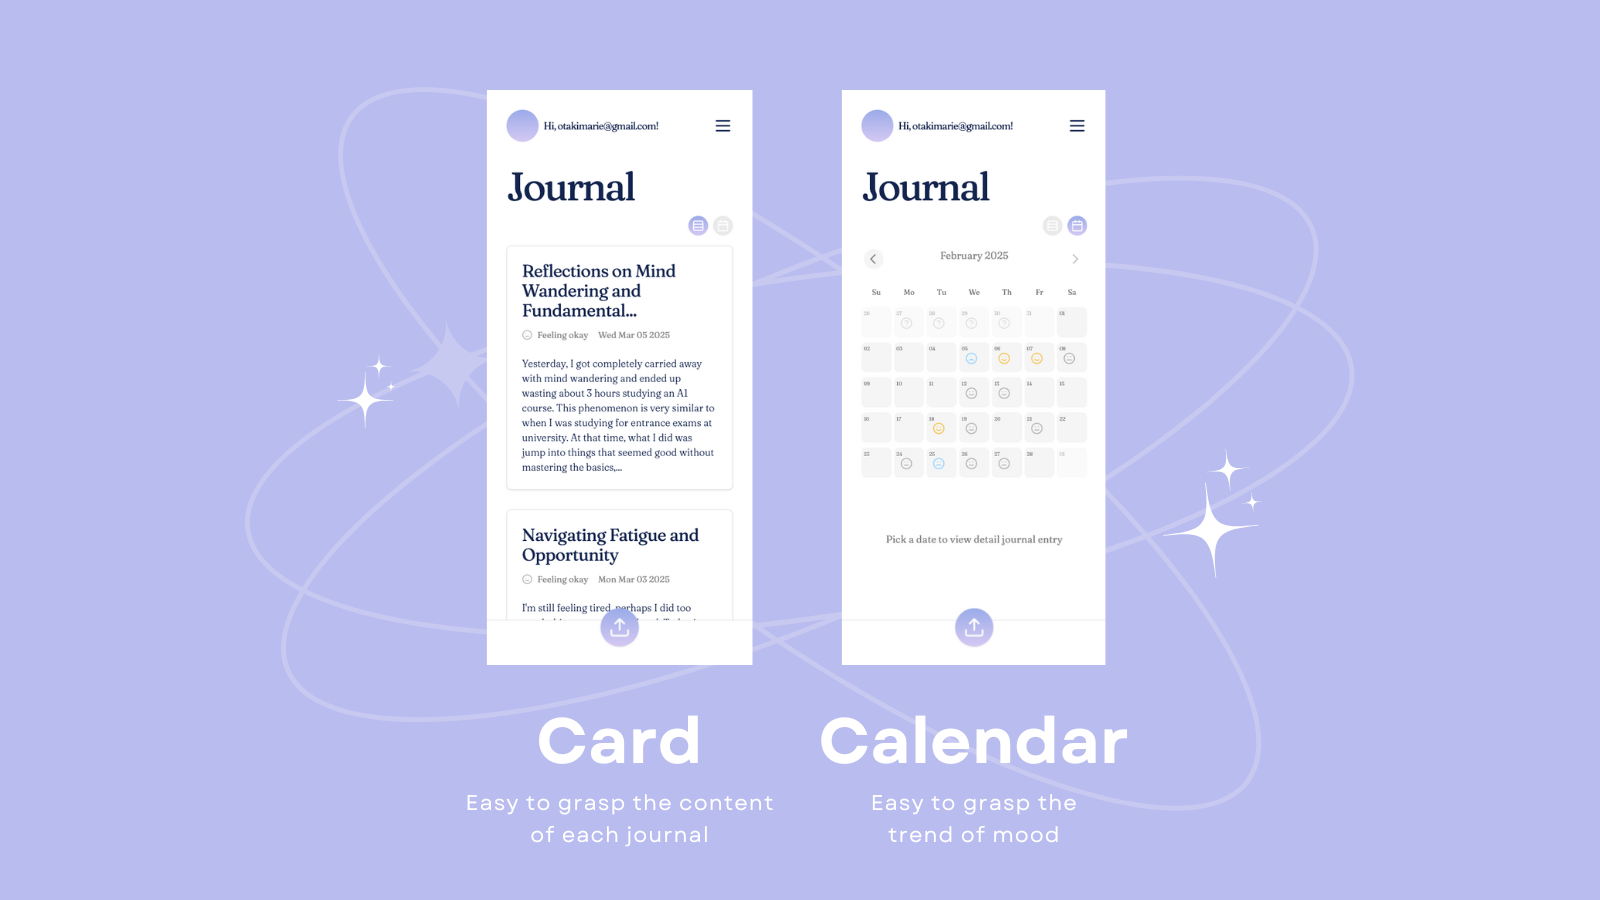 Hi, otakimarie@gmail.com!
Journal
Reflections on Mind
Wandering and
Fundamental...
Feeling okay Wed Mar 05 2025
Yesterday, I got completely carried away
with mind wandering and ended up
wasting about 3 hours studying an AI
course. This phenomenon is very similar to
when I was studying for entrance exams at
university. At that time, what I did was
jump into things that seemed good without
mastering the basics,...
Navigating Fatigue and
Opportunity
Feeling okay Mon Mar 03 2025
I'm still feeling tired, perhaps I did too
Hi, otakimarie@gmail.com!
Journal
February 2025
Su Mo Tu We Th Fr Sa
26 27 28 29 30 31 01
02 03 04 05 06 07 08
09 10 11 12 13 14 15
16 17 18 19 20 21 22
23 24 25 26 27 28 01
Pick a date to view detail journal entry
Card
Easy to grasp the content
of each journal
Calendar
Easy to grasp the
trend of mood